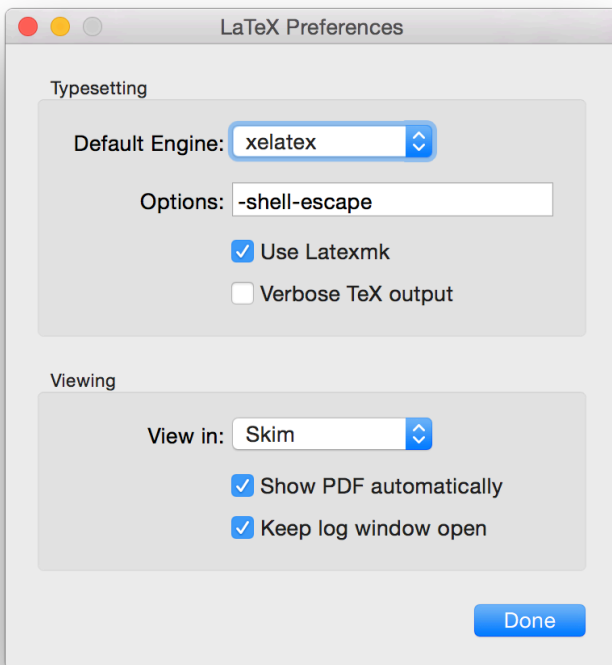 LaTeX Preferences
Typesetting
Default Engine: xelatex
Options: -shell-escape
Use Latexmk
Verbose TeX output
Viewing
View in: Skim
Show PDF automatically
Keep log window open
Done